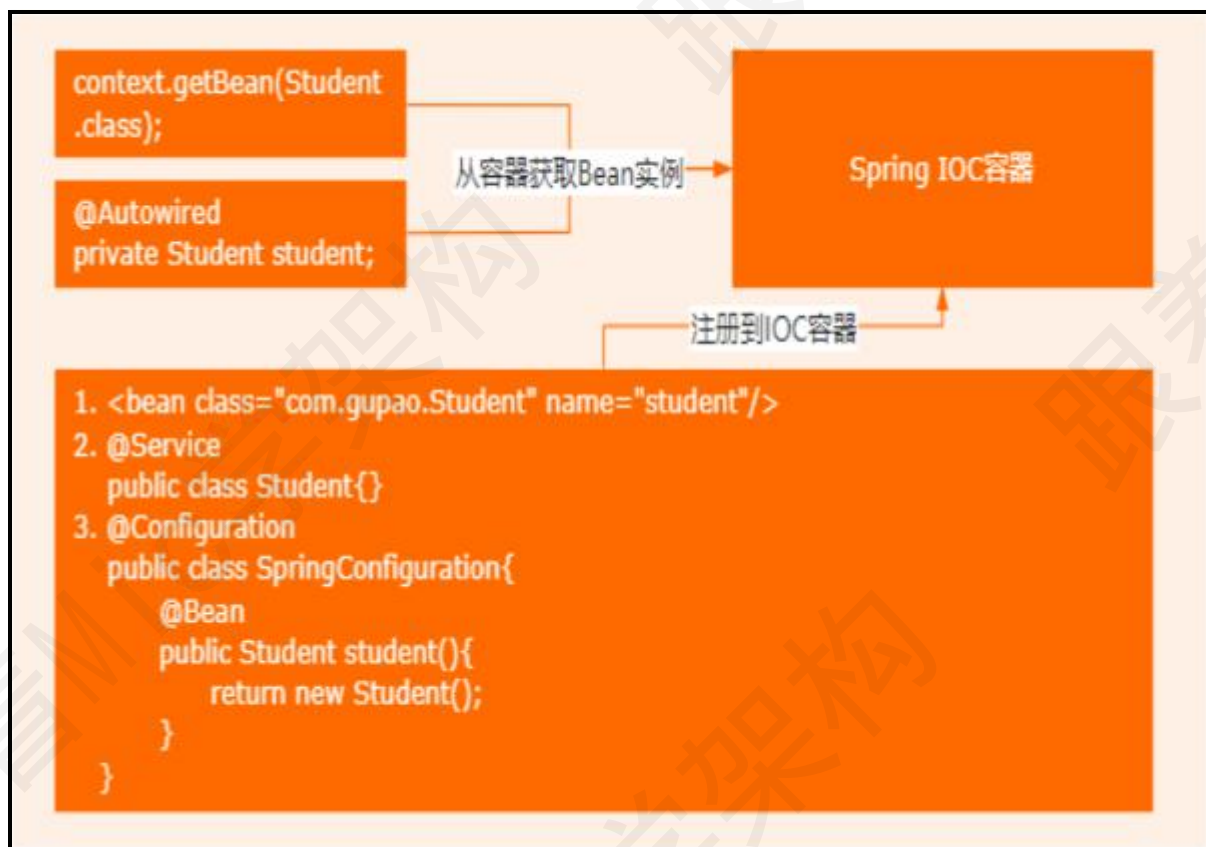 context.getBean(Student
.class);
@Autowired
private Student student;
从容器获取Bean实例
Spring IOC容器
注册到IOC容器
1. <bean class="com.gupao.Student" name="student"/>
2. @Service
public class Student{}
3. @Configuration
public class SpringConfiguration{
@Bean
public Student student(){
return new Student();
}
}